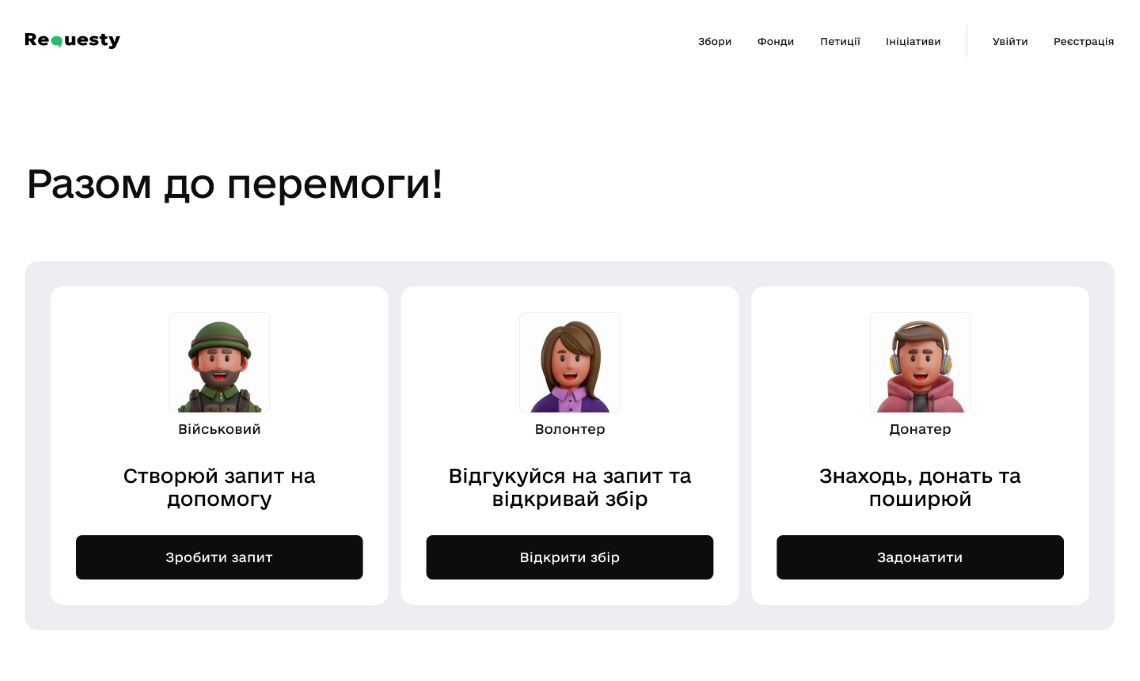 Requesty
Збори Фонди Петиції Ініціативи Увійти Реєстрація
Разом до перемоги!
Військовий
Створюй запит на
допомогу
Зробити запит
Волонтер
Відгукуйся на запит та
відкривай збір
Відкрити збір
Донатер
Знаходь, донать та
поширюй
Задонатити